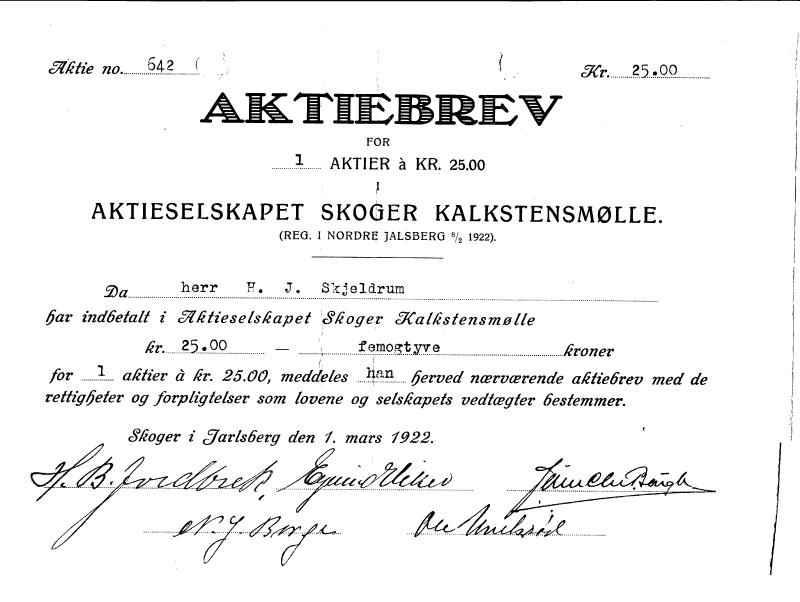 Aktie no. 642 Kr. 25.00
AKTIEBREV
FOR
1 AKTIER à KR. 25.00
I
AKTIESELSKAPET SKOGER KALKSTENSMØLLE.
(REG. I NORDRE JALSBERG 8/2 1922).
Da herr H. J. Skjeldrum
har indbetalt i Aktieselskapet Skoger Kalkstensmølle
kr. 25.00 — femogtyve kroner
for 1 aktier à kr. 25.00, meddeles han herved nærværende aktiebrev med de
rettigheter og forpligtelser som lovene og selskapets vedtægter bestemmer.
Skoger i Jarlsberg den 1. mars 1922.
H. B. Jordbrek,
N. J. Borge Ole